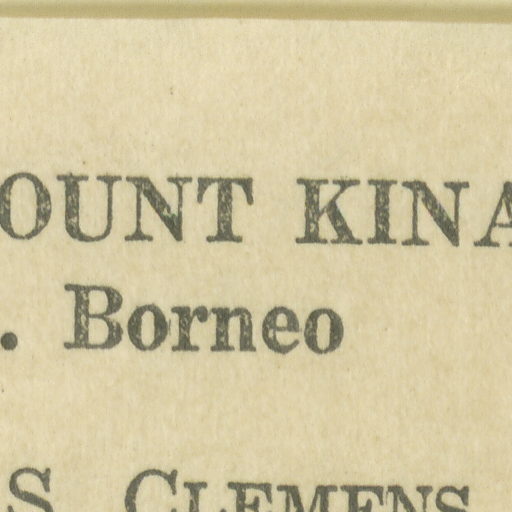 OUNT KINA
. Borneo
S. CLEMENS